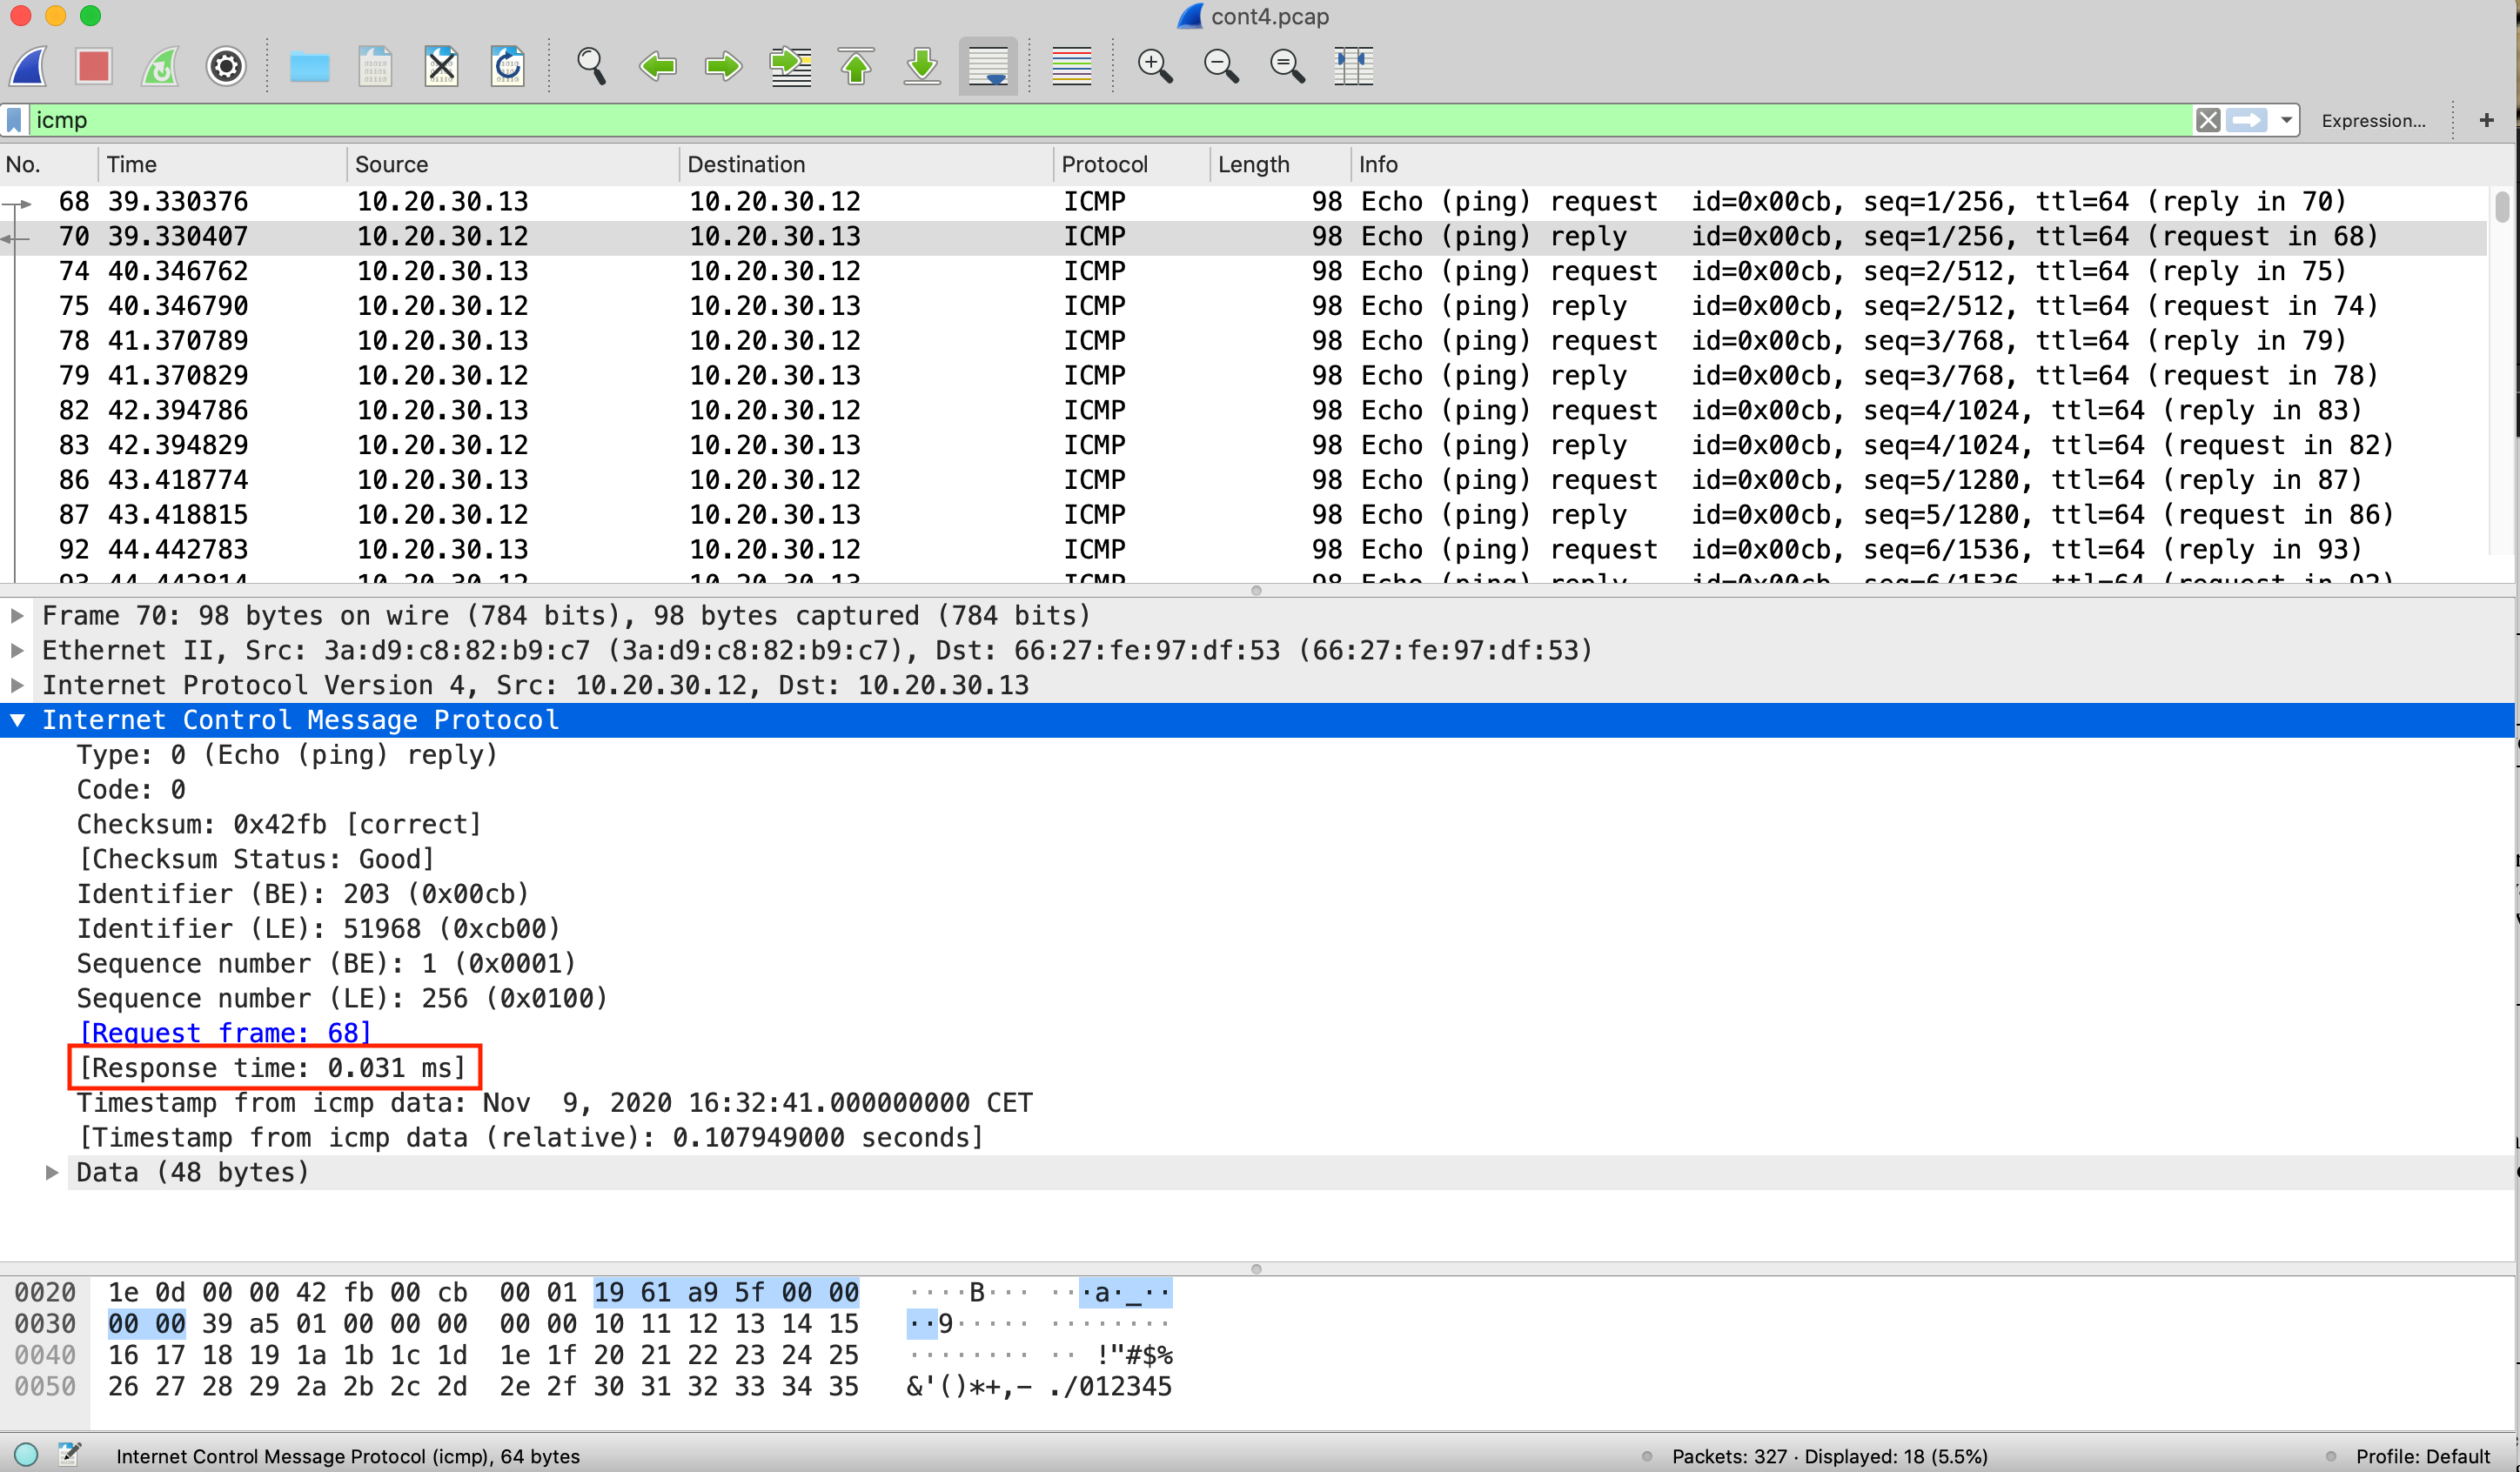 cont4.pcap
icmp
Expression...
+
No. Time Source Destination Protocol Length Info
68 39.330376 10.20.30.13 10.20.30.12 ICMP 98 Echo (ping) request id=0x00cb, seq=1/256, ttl=64 (reply in 70)
70 39.330407 10.20.30.12 10.20.30.13 ICMP 98 Echo (ping) reply id=0x00cb, seq=1/256, ttl=64 (request in 68)
74 40.346762 10.20.30.13 10.20.30.12 ICMP 98 Echo (ping) request id=0x00cb, seq=2/512, ttl=64 (reply in 75)
75 40.346790 10.20.30.12 10.20.30.13 ICMP 98 Echo (ping) reply id=0x00cb, seq=2/512, ttl=64 (request in 74)
78 41.370789 10.20.30.13 10.20.30.12 ICMP 98 Echo (ping) request id=0x00cb, seq=3/768, ttl=64 (reply in 79)
79 41.370829 10.20.30.12 10.20.30.13 ICMP 98 Echo (ping) reply id=0x00cb, seq=3/768, ttl=64 (request in 78)
82 42.394786 10.20.30.13 10.20.30.12 ICMP 98 Echo (ping) request id=0x00cb, seq=4/1024, ttl=64 (reply in 83)
83 42.394829 10.20.30.12 10.20.30.13 ICMP 98 Echo (ping) reply id=0x00cb, seq=4/1024, ttl=64 (request in 82)
86 43.418774 10.20.30.13 10.20.30.12 ICMP 98 Echo (ping) request id=0x00cb, seq=5/1280, ttl=64 (reply in 87)
87 43.418815 10.20.30.12 10.20.30.13 ICMP 98 Echo (ping) reply id=0x00cb, seq=5/1280, ttl=64 (request in 86)
92 44.442783 10.20.30.13 10.20.30.12 ICMP 98 Echo (ping) request id=0x00cb, seq=6/1536, ttl=64 (reply in 93)
93 44.442814 10.20.30.12 10.20.30.13 ICMP 98 Echo (ping) reply id=0x00cb, seq=6/1536, ttl=64 (request in 92)
Frame 70: 98 bytes on wire (784 bits), 98 bytes captured (784 bits)
Ethernet II, Src: 3a:d9:c8:82:b9:c7 (3a:d9:c8:82:b9:c7), Dst: 66:27:fe:97:df:53 (66:27:fe:97:df:53)
Internet Protocol Version 4, Src: 10.20.30.12, Dst: 10.20.30.13
Internet Control Message Protocol
Type: 0 (Echo (ping) reply)
Code: 0
Checksum: 0x42fb [correct]
[Checksum Status: Good]
Identifier (BE): 203 (0x00cb)
Identifier (LE): 51968 (0xcb00)
Sequence number (BE): 1 (0x0001)
Sequence number (LE): 256 (0x0100)
[Request frame: 68]
[Response time: 0.031 ms]
Timestamp from icmp data: Nov  9, 2020 16:32:41.000000000 CET
[Timestamp from icmp data (relative): 0.107949000 seconds]
Data (48 bytes)
0020 1e 0d 00 00 42 fb 00 cb 00 01 19 61 a9 5f 00 00 ····B··· ···a·_··
0030 00 00 39 a5 01 00 00 00 00 00 10 11 12 13 14 15 ··9····· ········
0040 16 17 18 19 1a 1b 1c 1d 1e 1f 20 21 22 23 24 25 ········ ·· !"#$%
0050 26 27 28 29 2a 2b 2c 2d 2e 2f 30 31 32 33 34 35 &'()*+,- ./012345
Internet Control Message Protocol (icmp), 64 bytes
Packets: 327 · Displayed: 18 (5.5%)
Profile: Default